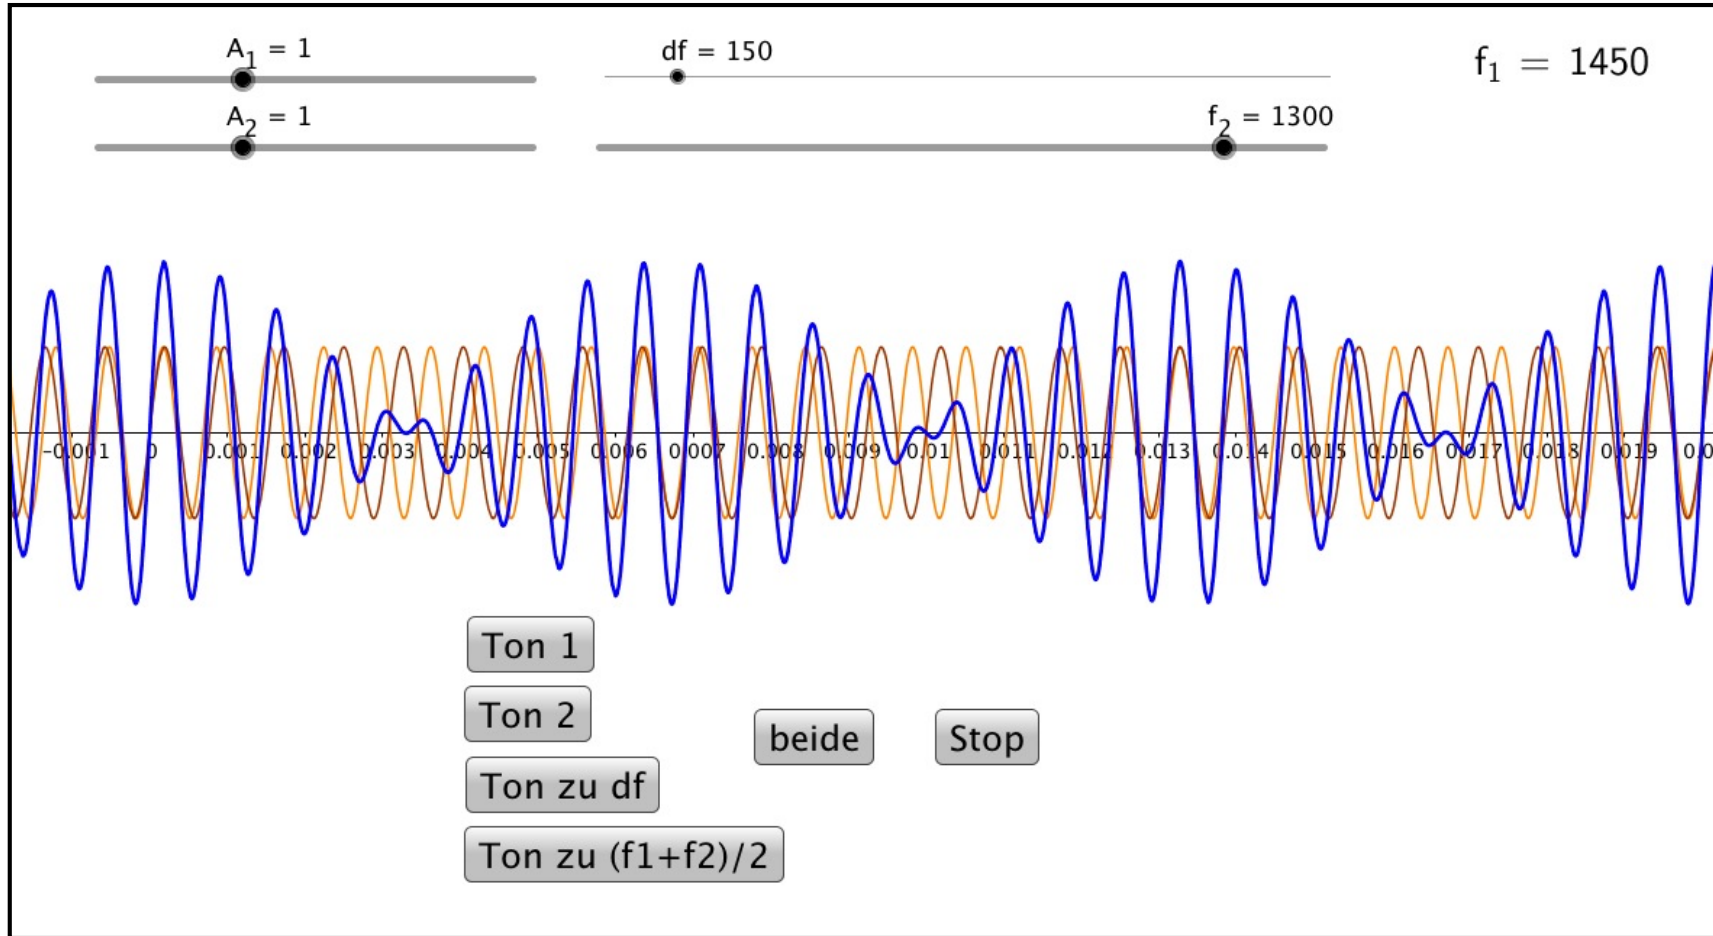 A₁ = 1
df = 150
f₁ = 1450
A₂ = 1
f₂ = 1300
-0.001 0 0.001 0.002 0.003 0.004 0.005 0.006 0.007 0.008 0.009 0.01 0.011 0.012 0.013 0.014 0.015 0.016 0.017 0.018 0.019
Ton 1
Ton 2
beide
Stop
Ton zu df
Ton zu (f1+f2)/2